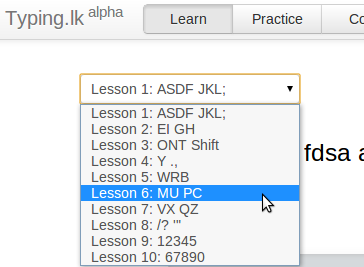 Typing.lk alpha
Learn
Practice
Co
Lesson 1: ASDF JKL;
Lesson 1: ASDF JKL;
Lesson 2: EI GH
Lesson 3: ONT Shift
Lesson 4: Y .,
Lesson 5: WRB
Lesson 6: MU PC
Lesson 7: VX QZ
Lesson 8: /? '"
Lesson 9: 12345
Lesson 10: 67890
fdsa a